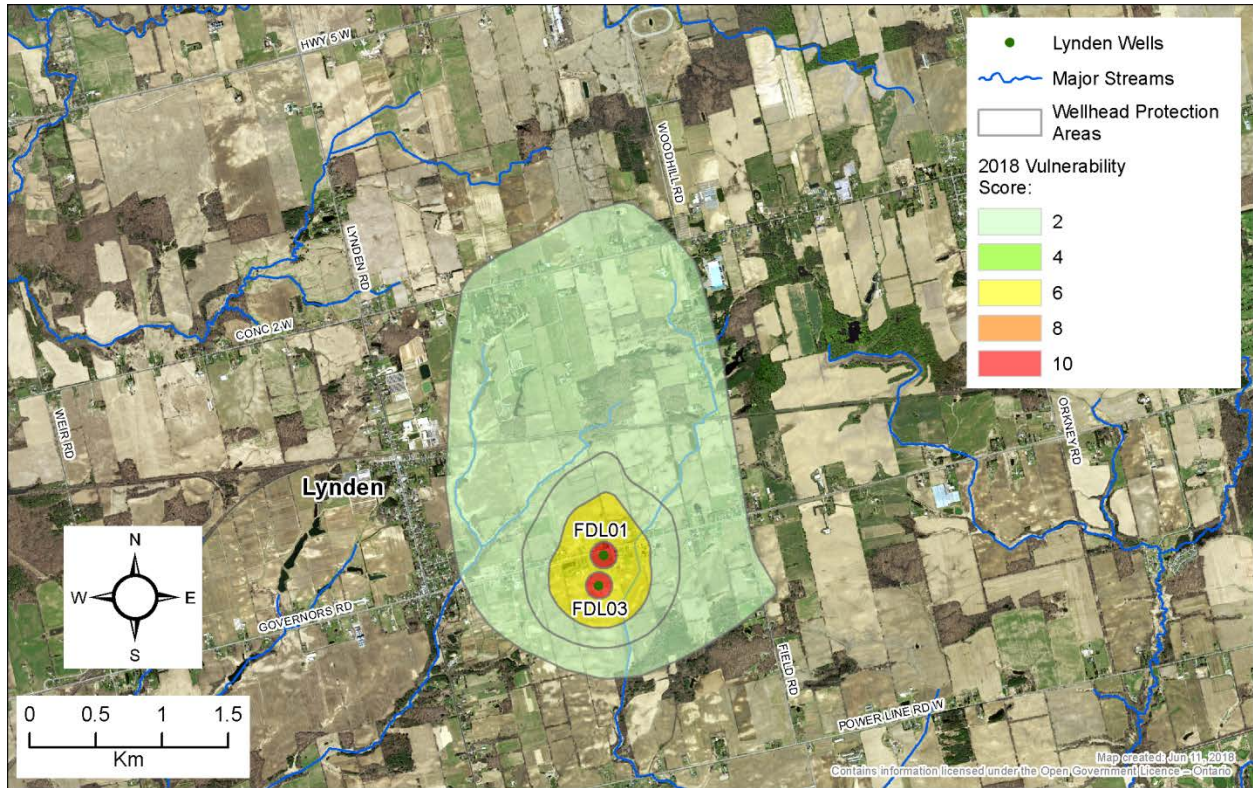 HWY 5 W
WOODHILL RD
LYNDEN RD
CONC 2 W
WEIR RD
Lynden
FDL01
FDL03
GOVERNORS RD
FIELD RD
POWER LINE RD W
ORKNEY RD
Lynden Wells
Major Streams
Wellhead Protection
Areas
2018 Vulnerability
Score:
2
4
6
8
10
N
W
E
S
0 0.5 1 1.5
Km
Map created: Jun 11, 2018
Contains information licensed under the Open Government Licence – Ontario